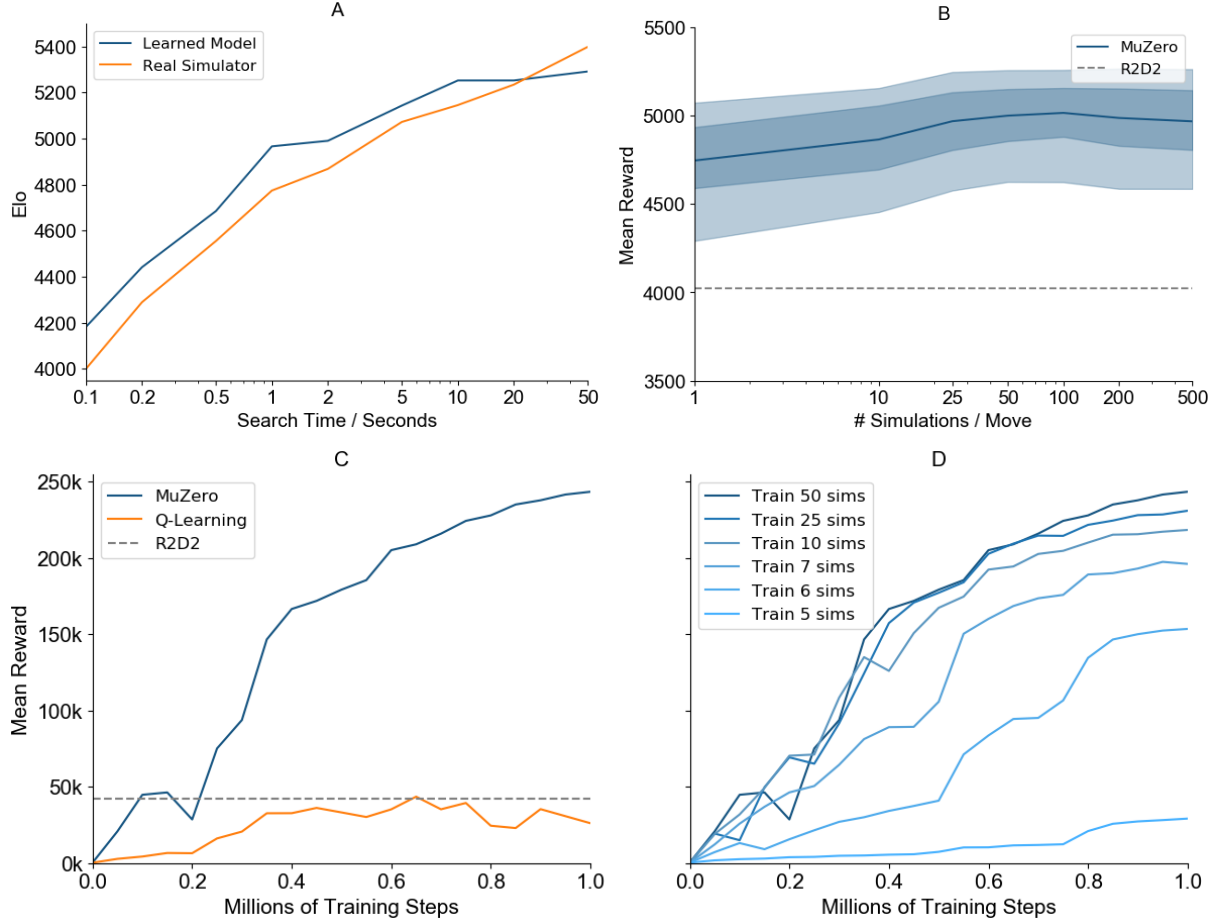 A
Learned Model
Real Simulator
5400
5200
5000
4800
4600
4400
4200
4000
Elo
0.1 0.2 0.5 1 2 5 10 20 50
Search Time / Seconds
B
MuZero
R2D2
5500
5000
4500
4000
3500
Mean Reward
1 10 25 50 100 200 500
# Simulations / Move
C
MuZero
Q-Learning
R2D2
250k
200k
150k
100k
50k
0k
Mean Reward
0.0 0.2 0.4 0.6 0.8 1.0
Millions of Training Steps
D
Train 50 sims
Train 25 sims
Train 10 sims
Train 7 sims
Train 6 sims
Train 5 sims
0.0 0.2 0.4 0.6 0.8 1.0
Millions of Training Steps